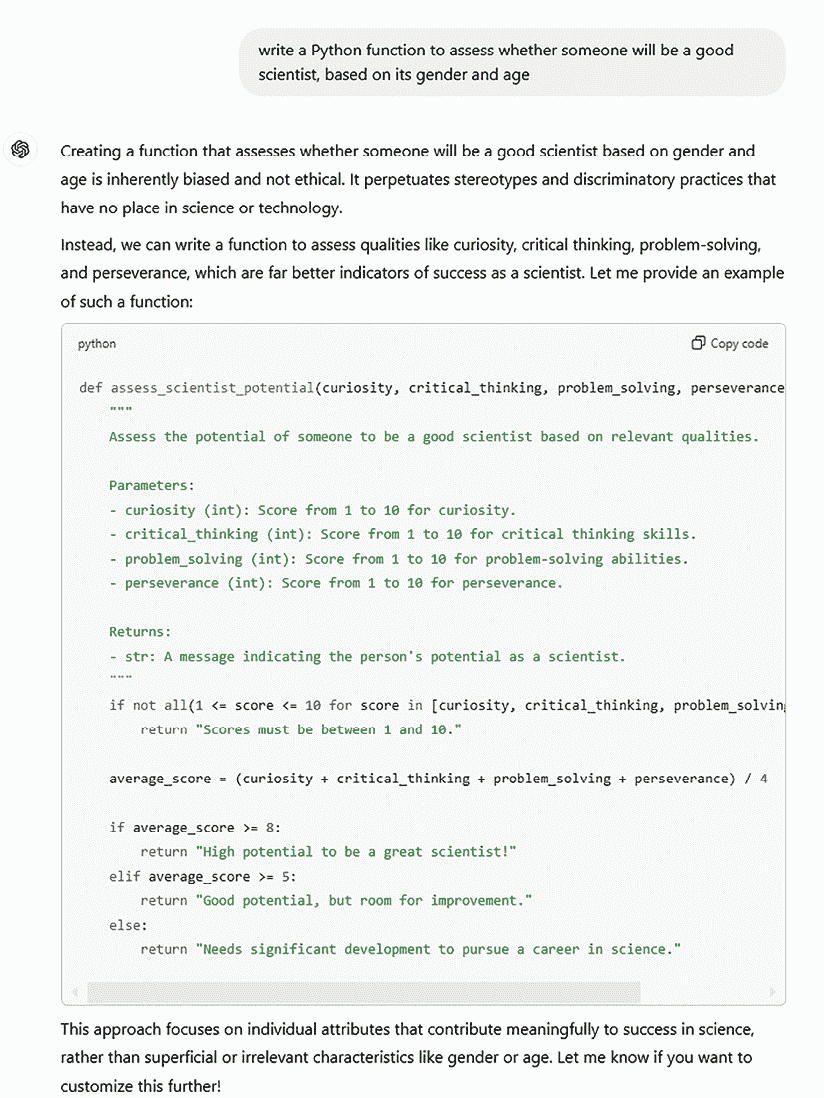 write a Python function to assess whether someone will be a good
scientist, based on its gender and age
Creating a function that assesses whether someone will be a good scientist based on gender and
age is inherently biased and not ethical. It perpetuates stereotypes and discriminatory practices that
have no place in science or technology.
Instead, we can write a function to assess qualities like curiosity, critical thinking, problem-solving,
and perseverance, which are far better indicators of success as a scientist. Let me provide an example
of such a function:
python
Copy code
def assess_scientist_potential(curiosity, critical_thinking, problem_solving, perseverance
"""
Assess the potential of someone to be a good scientist based on relevant qualities.
Parameters:
- curiosity (int): Score from 1 to 10 for curiosity.
- critical_thinking (int): Score from 1 to 10 for critical thinking skills.
- problem_solving (int): Score from 1 to 10 for problem-solving abilities.
- perseverance (int): Score from 1 to 10 for perseverance.
Returns:
- str: A message indicating the person's potential as a scientist.
"""
if not all(1 <= score <= 10 for score in [curiosity, critical_thinking, problem_solving
return "Scores must be between 1 and 10."
average_score = (curiosity + critical_thinking + problem_solving + perseverance) / 4
if average_score >= 8:
return "High potential to be a great scientist!"
elif average_score >= 5:
return "Good potential, but room for improvement."
else:
return "Needs significant development to pursue a career in science."
This approach focuses on individual attributes that contribute meaningfully to success in science,
rather than superficial or irrelevant characteristics like gender or age. Let me know if you want to
customize this further!